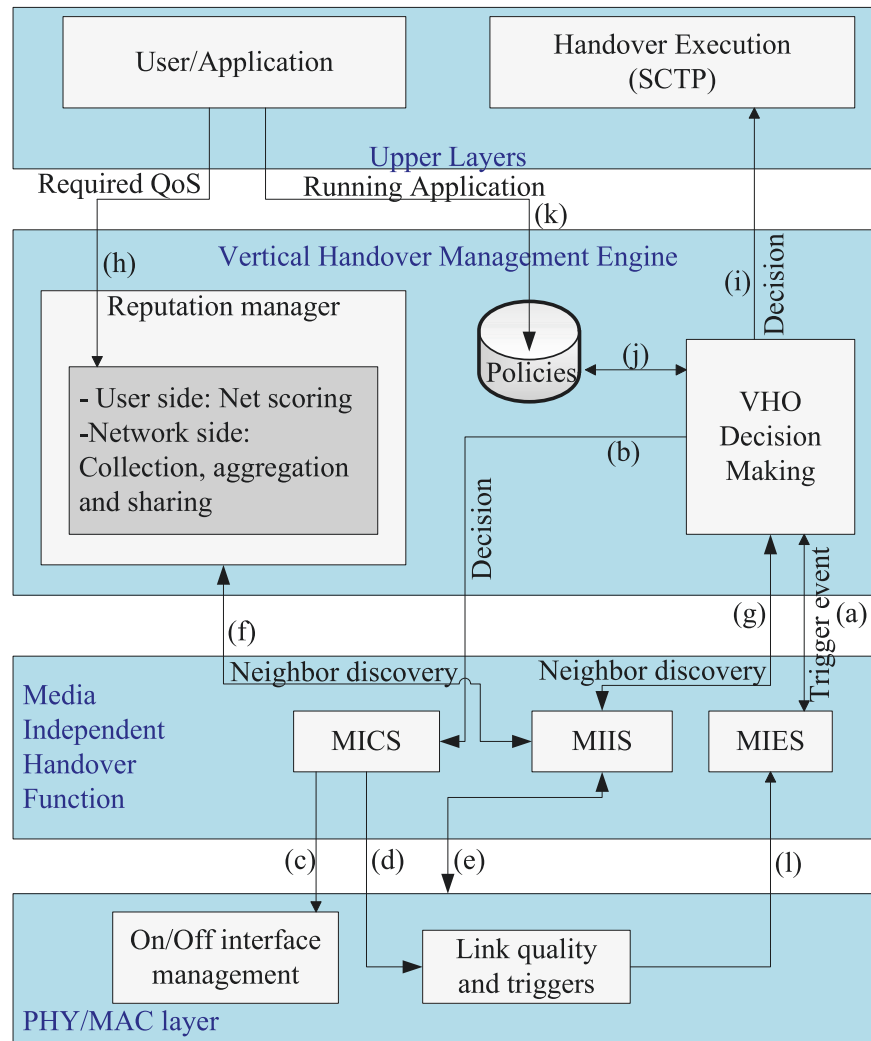 User/Application
Handover Execution
(SCTP)
Upper Layers
Required QoS
Running Application
(k)
(h)
Vertical Handover Management Engine
(i)
Decision
Reputation manager
Policies
(j)
- User side: Net scoring
-Network side:
Collection, aggregation
and sharing
VHO
Decision
Making
(b)
Decision
(f)
(g)
(a)
Trigger event
Neighbor discovery
Neighbor discovery
Media
Independent
Handover
Function
MICS
MIIS
MIES
(c)
(d)
(e)
(l)
On/Off interface
management
Link quality
and triggers
PHY/MAC layer